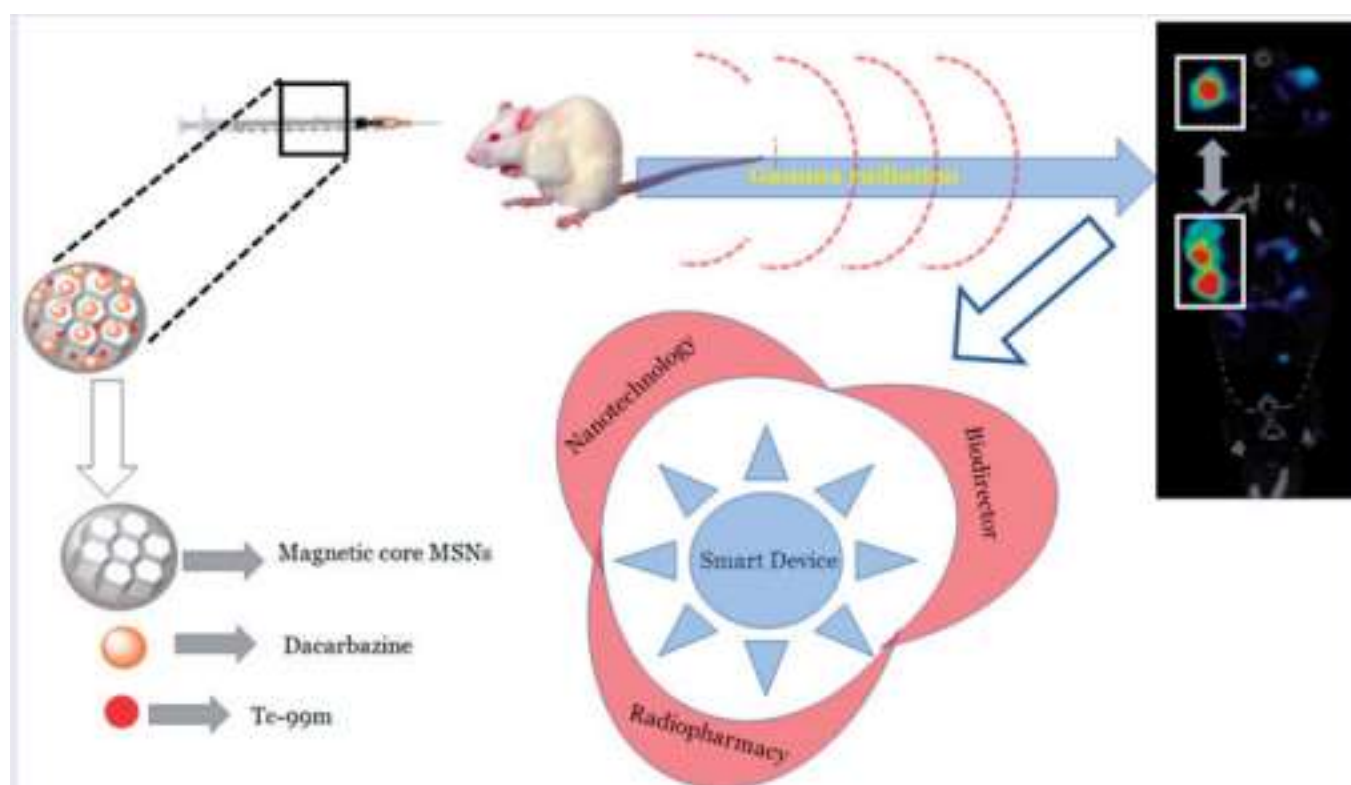 Gamma radiation
Nanotechnology
Biodirector
Smart Device
Radiopharmacy
Magnetic core MSNs
Dacarbazine
Tc-99m